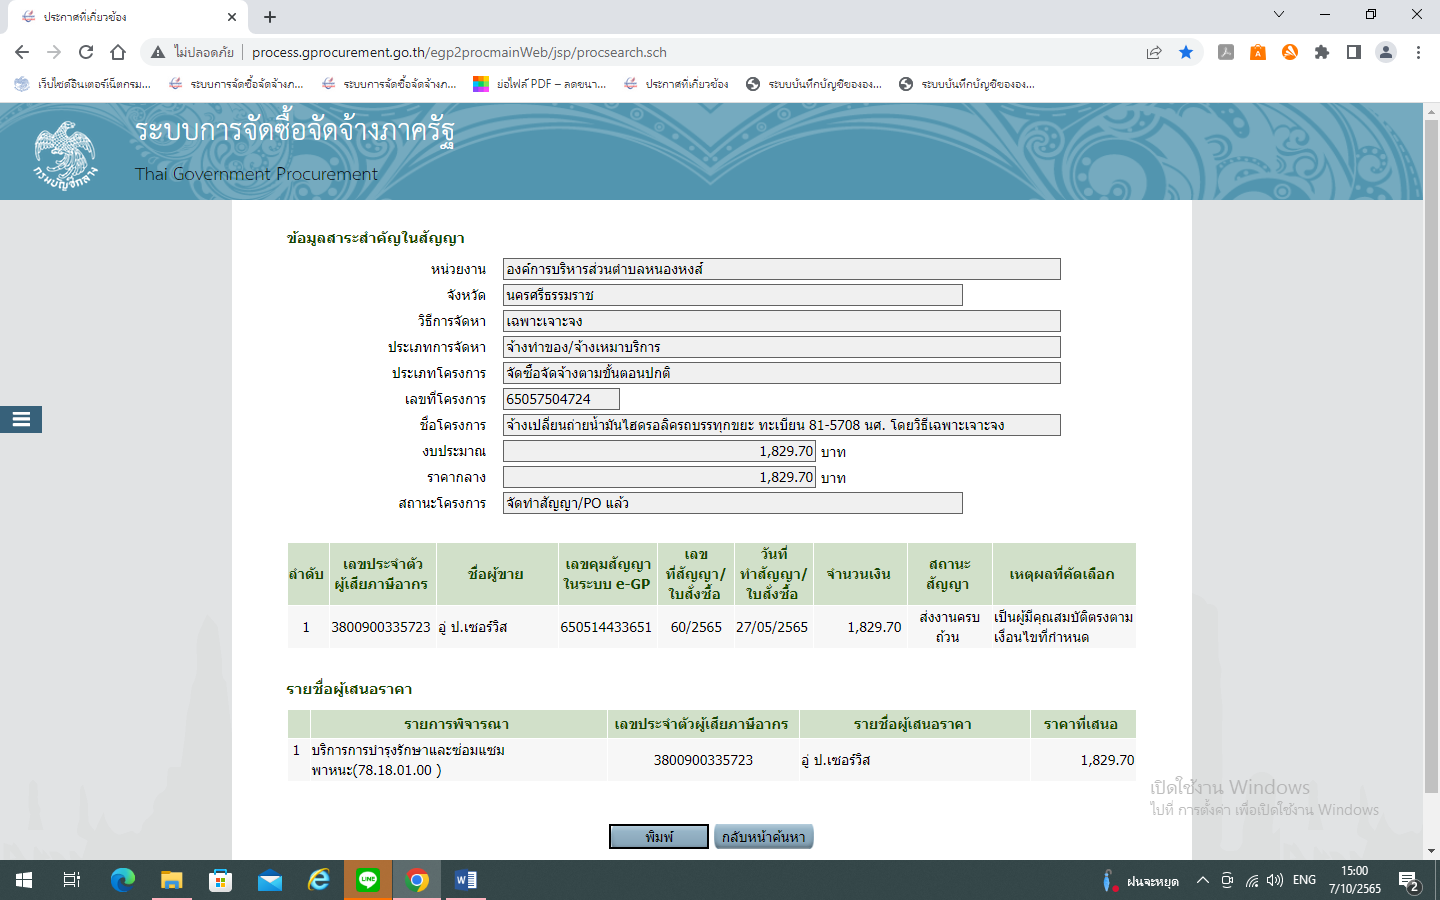 ประกาศที่เกี่ยวข้อง
ไม่ปลอดภัย | process.gprocurement.go.th/egp2procmainWeb/jsp/procsearch.sch
เว็บไซต์อินเตอร์เน็ตกรม... ระบบการจัดซื้อจัดจ้างภ... ระบบการจัดซื้อจัดจ้างภ... ย่อไฟล์ PDF – ลดขนา... ประกาศที่เกี่ยวข้อง ระบบบันทึกบัญชีขององ... ระบบบันทึกบัญชีขององ...
ระบบการจัดซื้อจัดจ้างภาครัฐ
Thai Government Procurement
กรมบัญชีกลาง
ข้อมูลสาระสำคัญในสัญญา
หน่วยงาน องค์การบริหารส่วนตำบลหนองหงส์
จังหวัด นครศรีธรรมราช
วิธีการจัดหา เฉพาะเจาะจง
ประเภทการจัดหา จ้างทำของ/จ้างเหมาบริการ
ประเภทโครงการ จัดซื้อจัดจ้างตามขั้นตอนปกติ
เลขที่โครงการ 65057504724
ชื่อโครงการ จ้างเปลี่ยนถ่ายน้ำมันไฮดรอลิครถบรรทุกขยะ ทะเบียน 81-5708 นศ. โดยวิธีเฉพาะเจาะจง
งบประมาณ 1,829.70 บาท
ราคากลาง 1,829.70 บาท
สถานะโครงการ จัดทำสัญญา/PO แล้ว
ลำดับ เลขประจำตัวผู้เสียภาษีอากร ชื่อผู้ขาย เลขคุมสัญญาในระบบ e-GP เลขที่สัญญา/ใบสั่งซื้อ วันที่ทำสัญญา/ใบสั่งซื้อ จำนวนเงิน สถานะสัญญา เหตุผลที่คัดเลือก
1 3800900335723 อู่ ป.เซอร์วิส 650514433651 60/2565 27/05/2565 1,829.70 ส่งงานครบถ้วน เป็นผู้มีคุณสมบัติตรงตามเงื่อนไขที่กำหนด
รายชื่อผู้เสนอราคา
รายการพิจารณา เลขประจำตัวผู้เสียภาษีอากร รายชื่อผู้เสนอราคา ราคาที่เสนอ
1 บริการการบำรุงรักษาและซ่อมแซมพาหนะ(78.18.01.00 ) 3800900335723 อู่ ป.เซอร์วิส 1,829.70
เปิดใช้งาน Windows
ไปที่ การตั้งค่า เพื่อเปิดใช้งาน Windows
พิมพ์ กลับหน้าค้นหา
LINE
ฝนจะหยุด ENG 15:00
7/10/2565 2